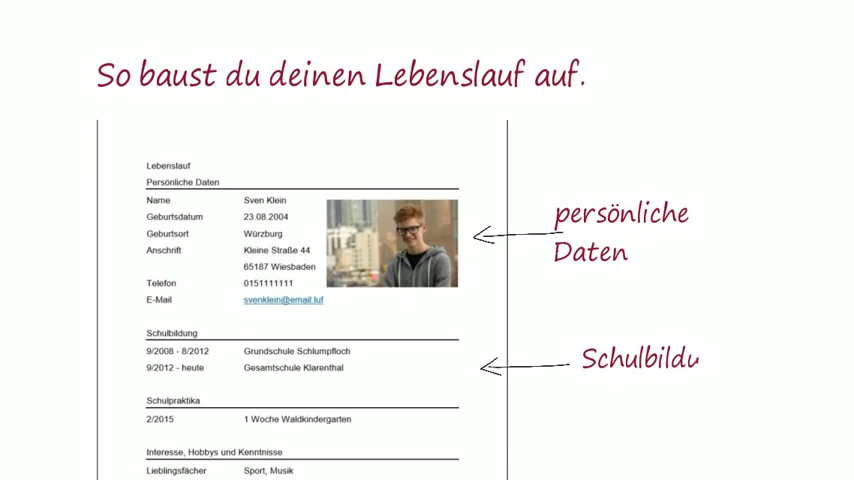 So baust du deinen Lebenslauf auf.
Lebenslauf
Persönliche Daten
Name Sven Klein
Geburtsdatum 23.08.2004
Geburtsort Würzburg
Anschrift Kleine Straße 44
65187 Wiesbaden
Telefon 0151111111
E-Mail svenklein@email.luf
persönliche
Daten
Schulbildung
9/2008 - 8/2012 Grundschule Schlumpfloch
9/2012 - heute Gesamtschule Klarenthal
Schulbildu
Schulpraktika
2/2015 1 Woche Waldkindergarten
Interesse, Hobbys und Kenntnisse
Lieblingsfächer Sport, Musik